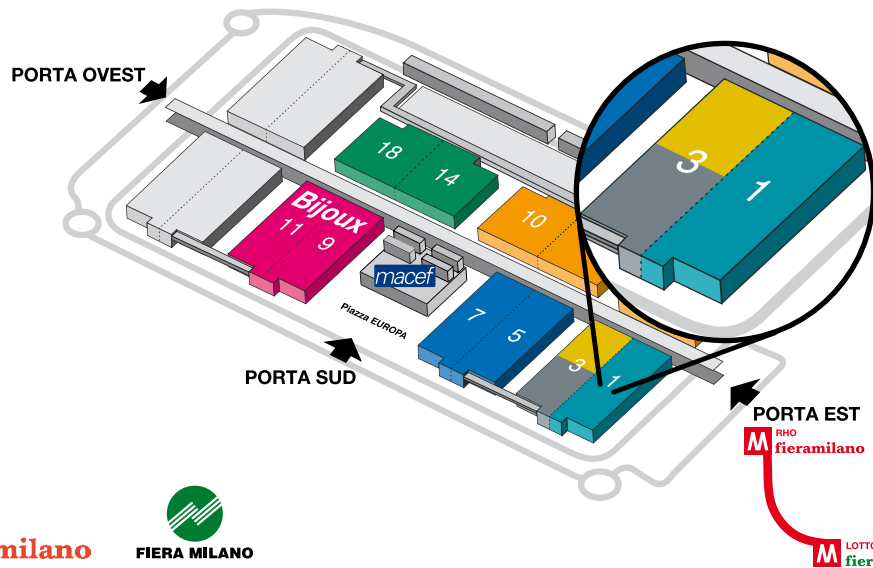 PORTA OVEST
18
14
3
1
Bijoux
11
9
10
macef
Piazza EUROPA
7
5
3
1
PORTA SUD
PORTA EST
M RHO
fieramilano
milano
FIERA MILANO
M